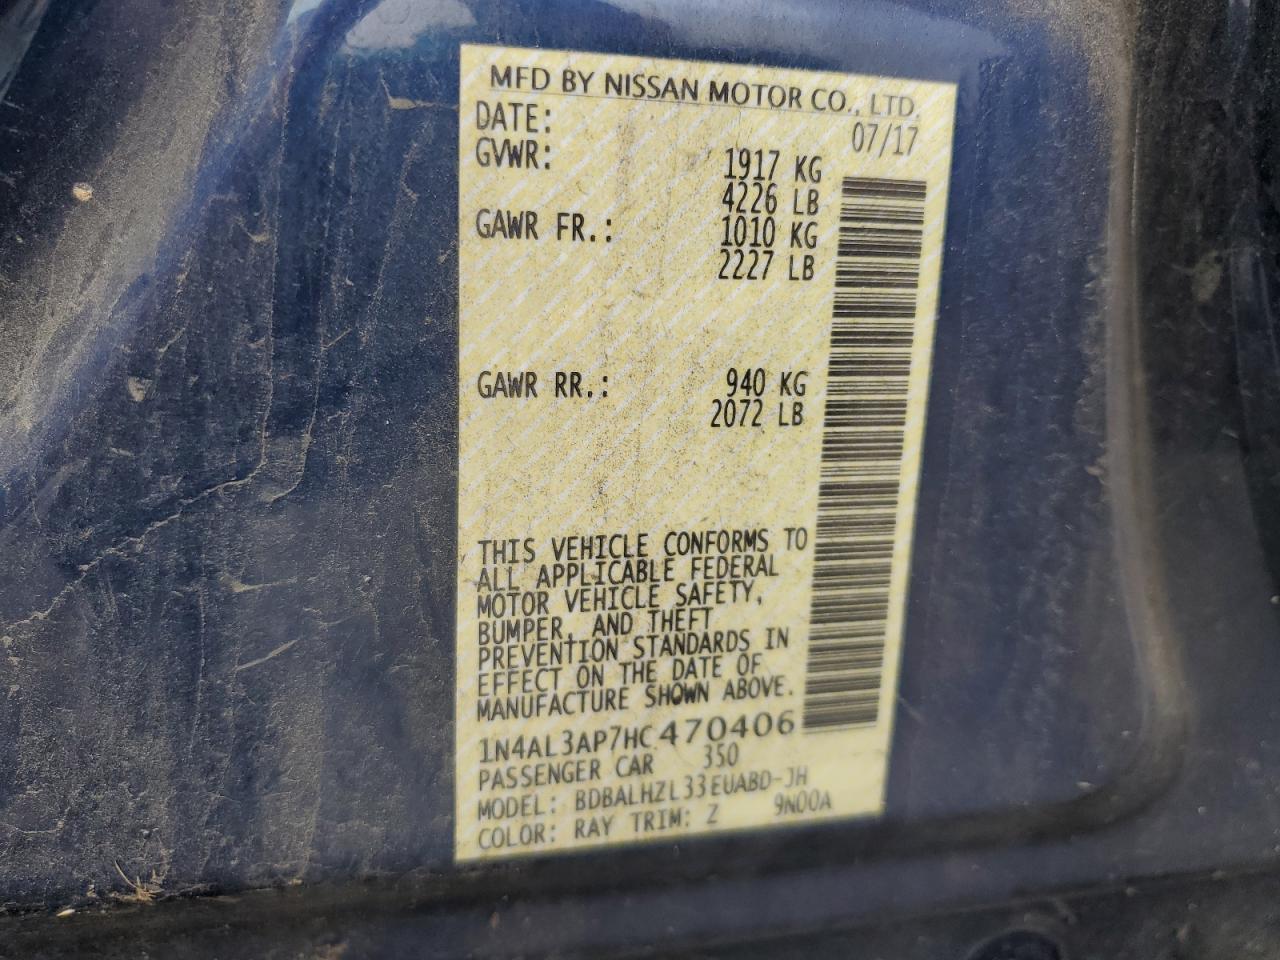 MFD BY NISSAN MOTOR CO., LTD.
DATE: 07/17
GVWR: 1917 KG
4226 LB
GAWR FR.: 1010 KG
2227 LB
GAWR RR.: 940 KG
2072 LB
THIS VEHICLE CONFORMS TO
ALL APPLICABLE FEDERAL
MOTOR VEHICLE SAFETY,
BUMPER, AND THEFT
PREVENTION STANDARDS IN
EFFECT ON THE DATE OF
MANUFACTURE SHOWN ABOVE.
1N4AL3AP7HC470406
PASSENGER CAR 350
MODEL: BDBALHZL33EUABD-JH
COLOR: RAY TRIM: Z 9N00A